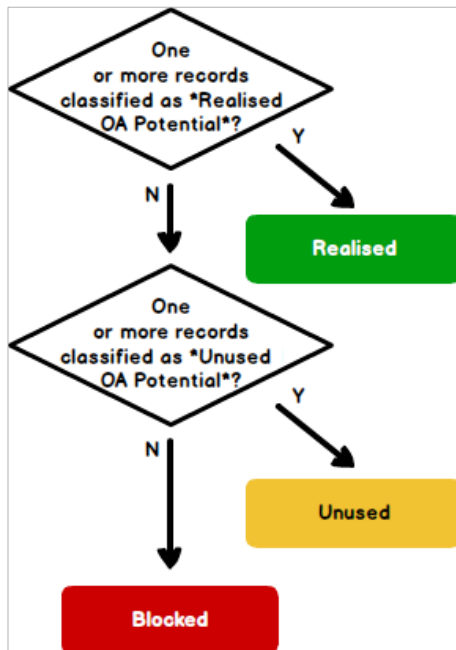 One
or more records
classified as *Realised
OA Potential*?
Y
N
Realised
One
or more records
classified as *Unused
OA Potential*?
Y
N
Unused
Blocked